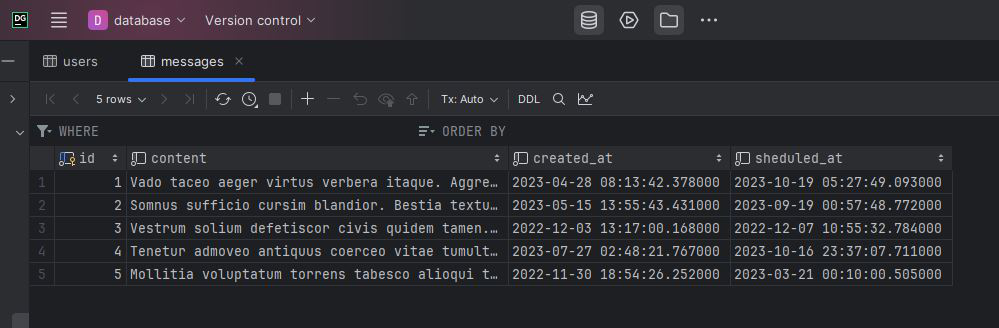 DG D database Version control
users messages
5 rows Tx: Auto DDL
WHERE ORDER BY
id content created_at sheduled_at
1 1 Vado taceo aeger virtus verbera itaque. Aggre… 2023-04-28 08:13:42.378000 2023-10-19 05:27:49.093000
2 2 Somnus sufficio cursim blandior. Bestia textu… 2023-05-15 13:55:43.431000 2023-09-19 00:57:48.772000
3 3 Vestrum solium defetiscor civis quidem tamen.… 2022-12-03 13:17:00.168000 2022-12-07 10:55:32.784000
4 4 Tenetur admoveo antiquus coerceo vitae tumult… 2023-07-27 02:48:21.767000 2023-10-16 23:37:07.711000
5 5 Mollitia voluptatum torrens tabesco alioqui t… 2022-11-30 18:54:26.252000 2023-03-21 00:10:00.505000